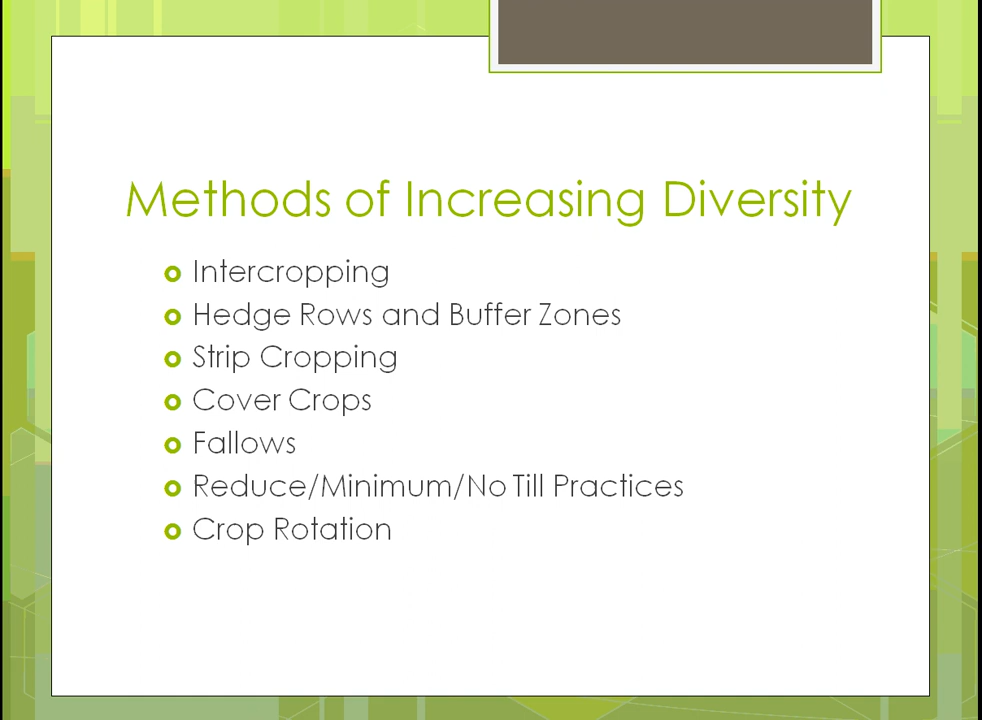 Methods of Increasing Diversity
Intercropping
Hedge Rows and Buffer Zones
Strip Cropping
Cover Crops
Fallows
Reduce/Minimum/No Till Practices
Crop Rotation